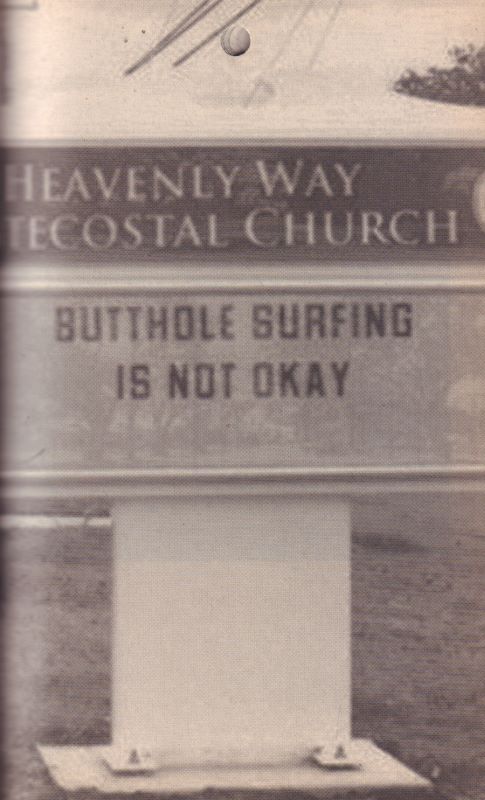 HEAVENLY WAY
TECOSTAL CHURCH
BUTTHOLE SURFING
IS NOT OKAY